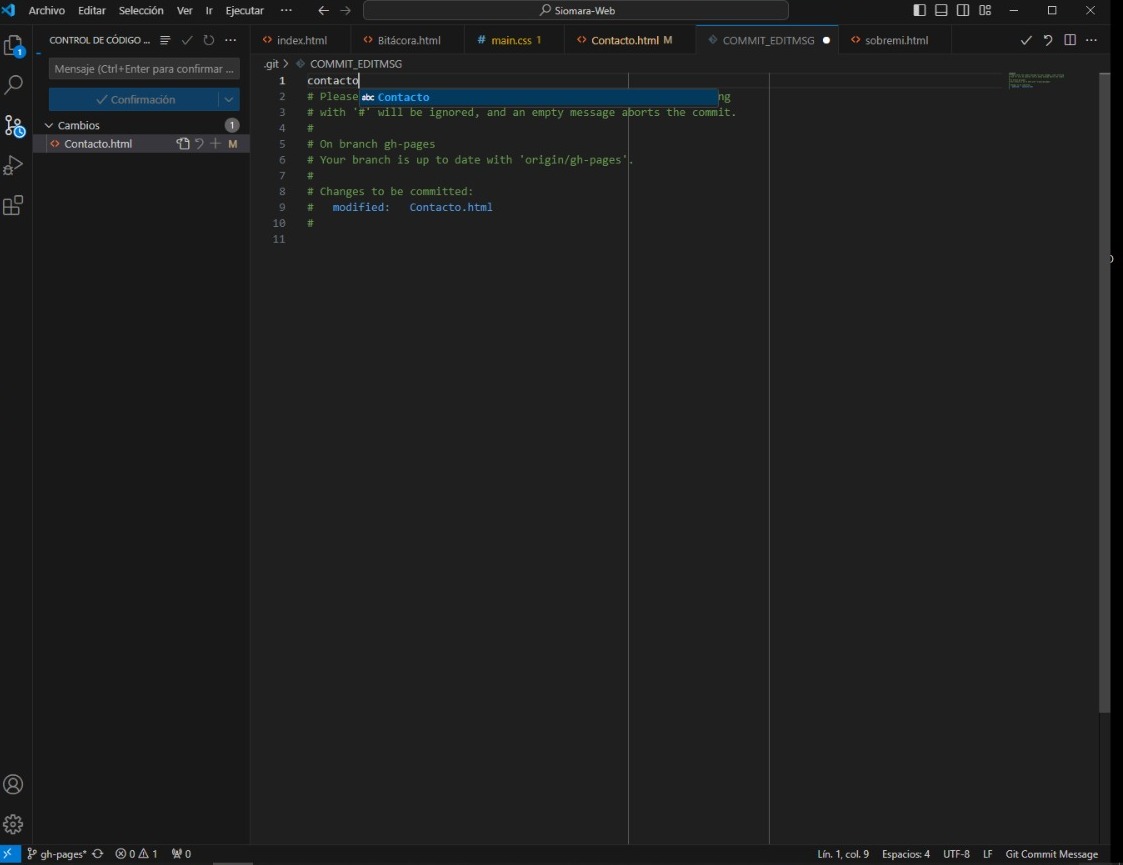 Archivo Editar Selección Ver Ir Ejecutar ··· Siomara-Web
CONTROL DE CÓDIGO ...
index.html Bitácora.html # main.css 1 Contacto.html M COMMIT_EDITMSG sobremi.html
1
Mensaje (Ctrl+Enter para confirmar ...
Confirmación
Cambios 1
Contacto.html M
.git > COMMIT_EDITMSG
1 contacto
abc Contacto
2 # Please ng
3 # with '#' will be ignored, and an empty message aborts the commit.
4 #
5 # On branch gh-pages
6 # Your branch is up to date with 'origin/gh-pages'.
7 #
8 # Changes to be committed:
9 # modified: Contacto.html
10 #
11
gh-pages* 0 1 0 Lín. 1, col. 9 Espacios: 4 UTF-8 LF Git Commit Message